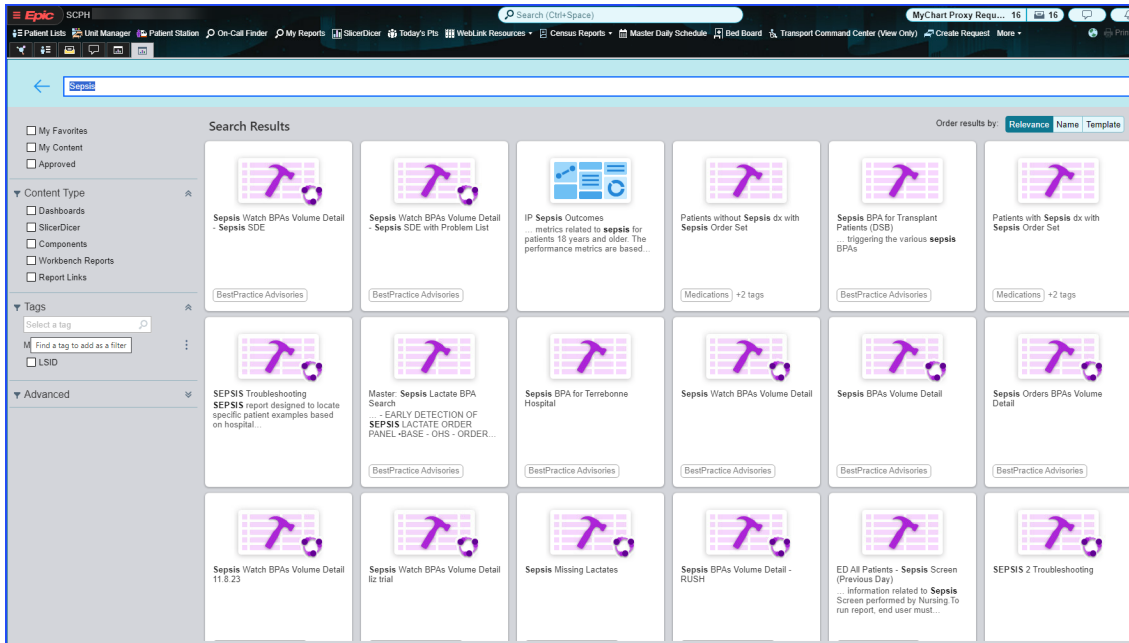 Epic SCPH
Search (Ctrl+Space)
MyChart Proxy Requ... 16 16
Patient Lists Unit Manager Patient Station On-Call Finder My Reports SlicerDicer Today's Pts WebLink Resources Census Reports Master Daily Schedule Bed Board Transport Command Center (View Only) Create Request More Prin
Sepsis
Search Results
Order results by: Relevance Name Template
My Favorites
My Content
Approved
Content Type
Dashboards
SlicerDicer
Components
Workbench Reports
Report Links
Tags
Select a tag
M Find a tag to add as a filter
LSID
Advanced
Sepsis Watch BPAs Volume Detail
- Sepsis SDE
BestPractice Advisories
Sepsis Watch BPAs Volume Detail
- Sepsis SDE with Problem List
BestPractice Advisories
IP Sepsis Outcomes
... metrics related to sepsis for
patients 18 years and older. The
performance metrics are based...
Patients without Sepsis dx with
Sepsis Order Set
Medications +2 tags
Sepsis BPA for Transplant
Patients (DSB)
... triggering the various sepsis
BPAs
BestPractice Advisories
Patients with Sepsis dx with
Sepsis Order Set
Medications +2 tags
SEPSIS Troubleshooting
SEPSIS report designed to locate
specific patient examples based
on hospital...
Master: Sepsis Lactate BPA
Search
... - EARLY DETECTION OF
SEPSIS LACTATE ORDER
PANEL •BASE - OHS - ORDER...
BestPractice Advisories
Sepsis BPA for Terrebonne
Hospital
BestPractice Advisories
Sepsis Watch BPAs Volume Detail
BestPractice Advisories
Sepsis BPAs Volume Detail
BestPractice Advisories
Sepsis Orders BPAs Volume
Detail
BestPractice Advisories
Sepsis Watch BPAs Volume Detail
11.8.23
Sepsis Watch BPAs Volume Detail
liz trial
Sepsis Missing Lactates
Sepsis BPAs Volume Detail -
RUSH
ED All Patients - Sepsis Screen
(Previous Day)
... information related to Sepsis
Screen performed by Nursing.To
run report, end user must...
SEPSIS 2 Troubleshooting